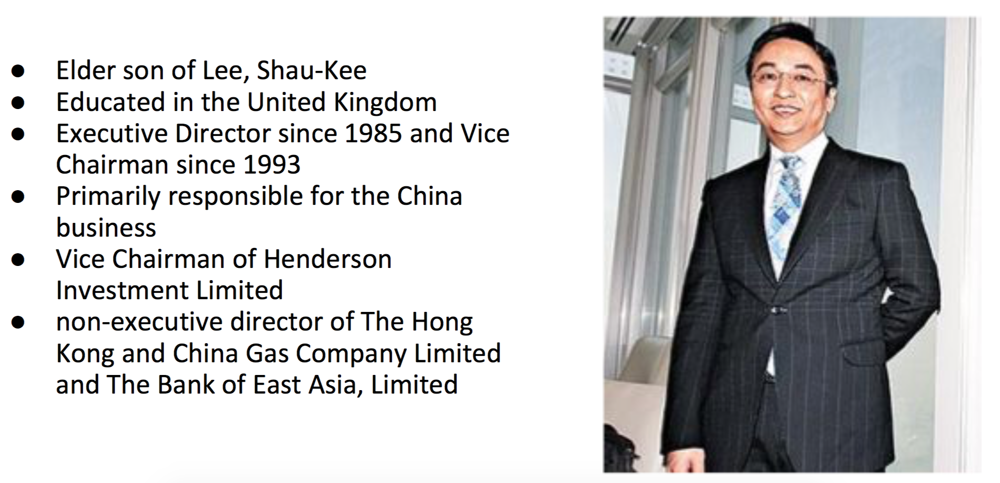 ● Elder son of Lee, Shau-Kee
● Educated in the United Kingdom
● Executive Director since 1985 and Vice
Chairman since 1993
● Primarily responsible for the China
business
● Vice Chairman of Henderson
Investment Limited
● non-executive director of The Hong
Kong and China Gas Company Limited
and The Bank of East Asia, Limited